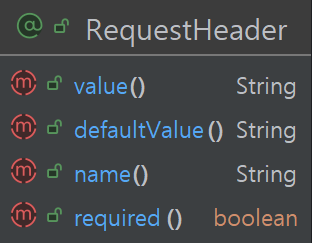 @ RequestHeader
m value() String
m defaultValue() String
m name() String
m required () boolean